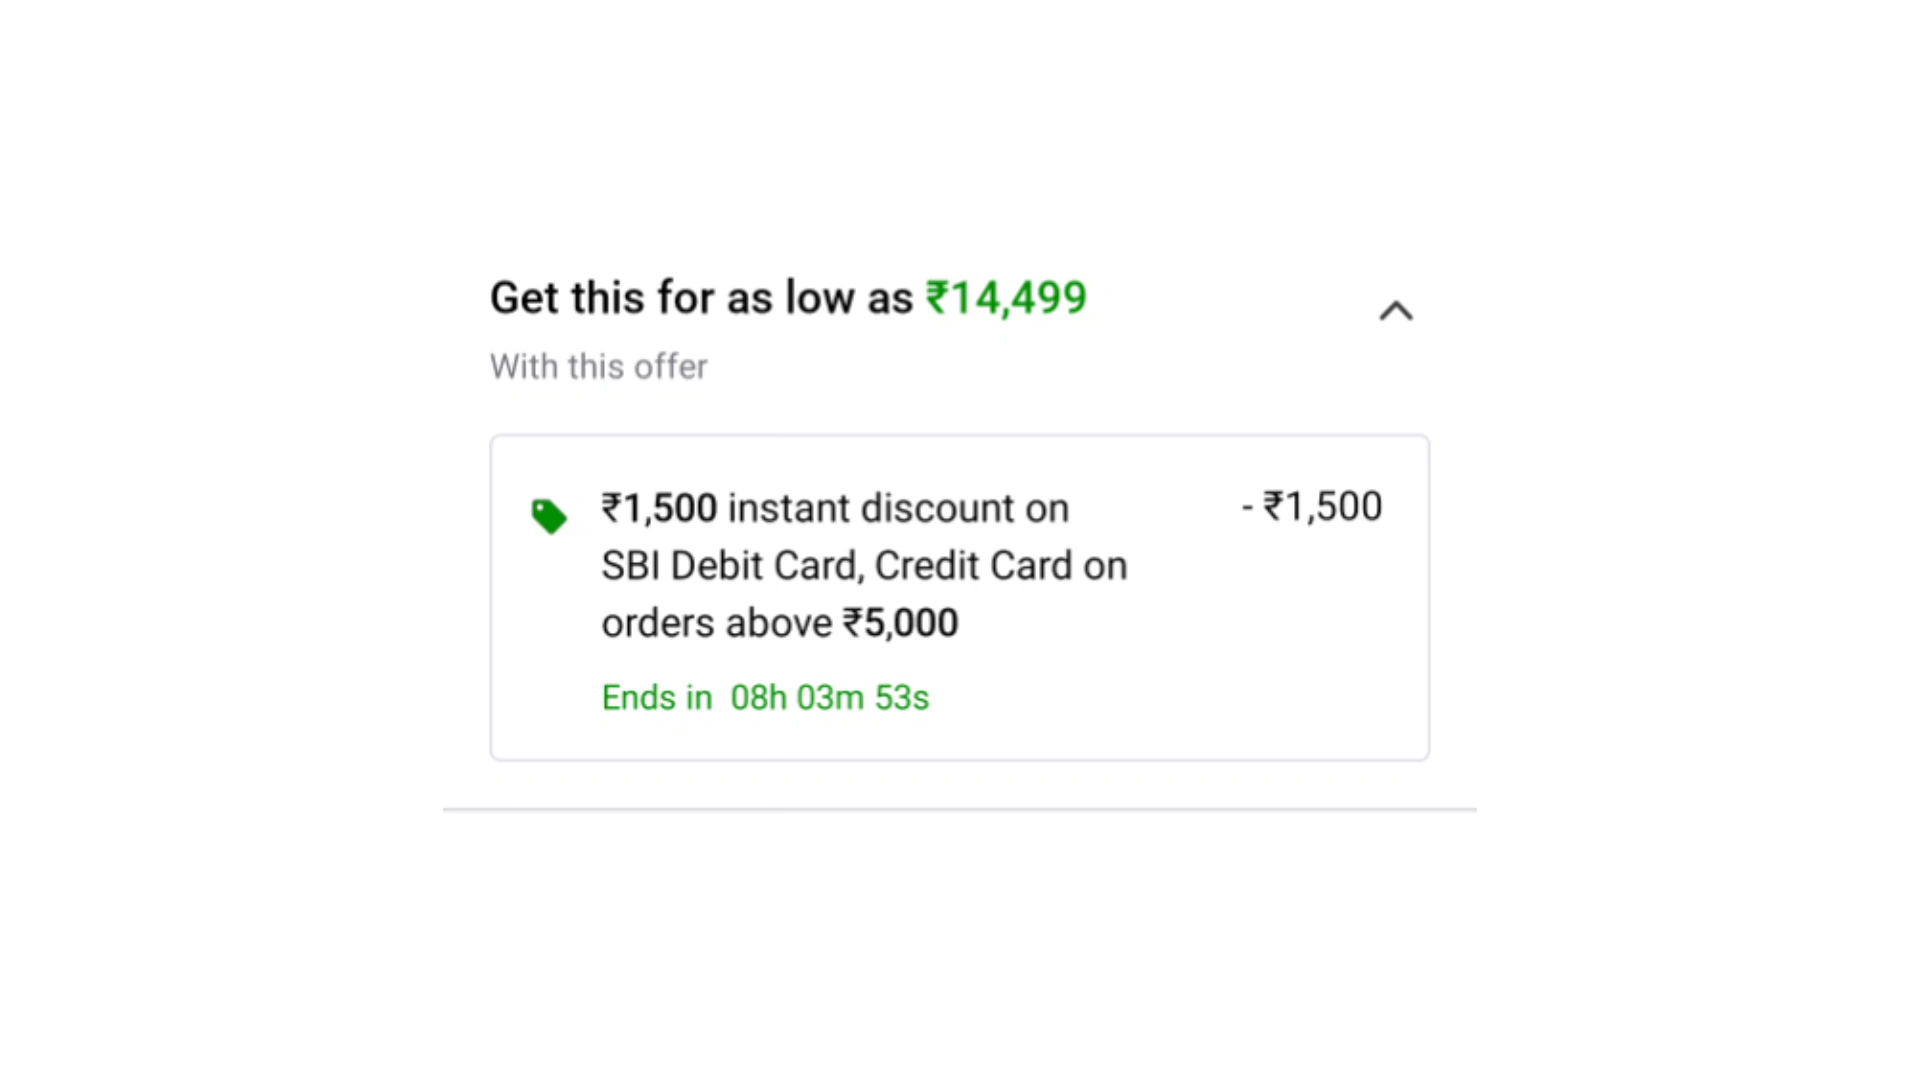 Get this for as low as ₹14,499
With this offer
₹1,500 instant discount on - ₹1,500
SBI Debit Card, Credit Card on
orders above ₹5,000
Ends in 08h 03m 53s